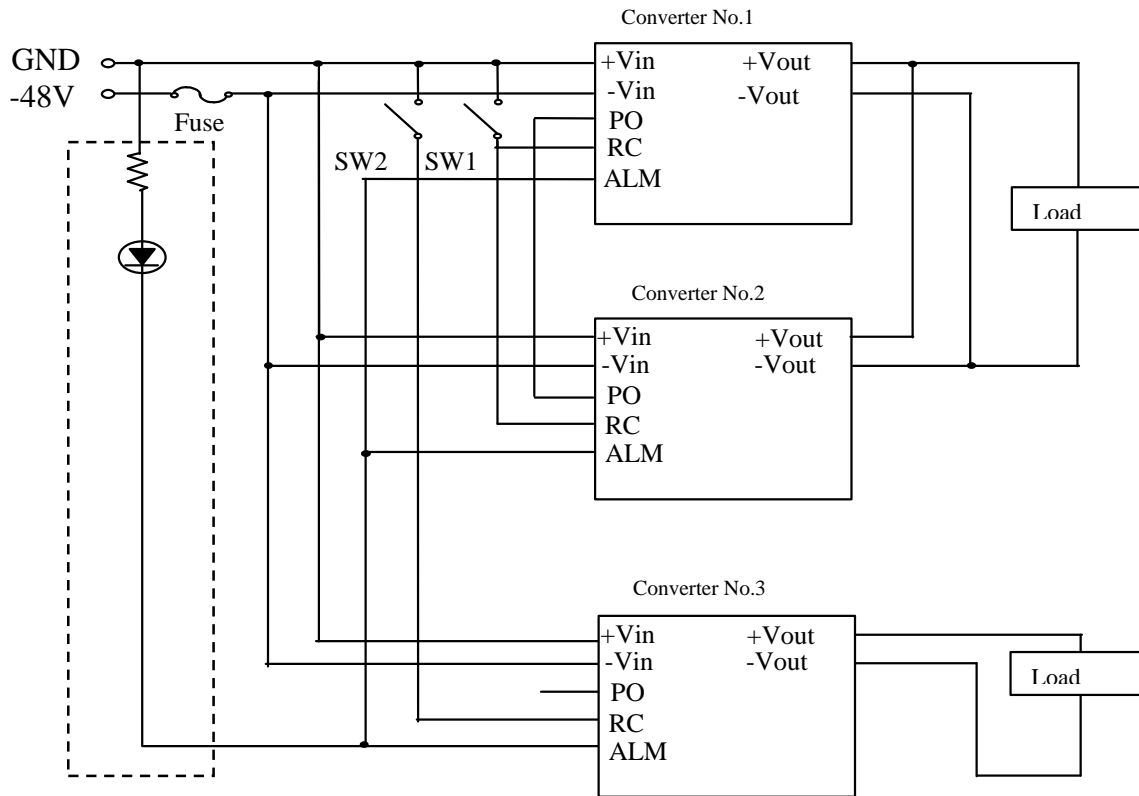 Converter No.1
GND
-48V
Fuse
SW2
SW1
+Vin
-Vin
PO
RC
ALM
+Vout
-Vout
Load
Converter No.2
+Vin
-Vin
PO
RC
ALM
+Vout
-Vout
Converter No.3
+Vin
-Vin
PO
RC
ALM
+Vout
-Vout
Load